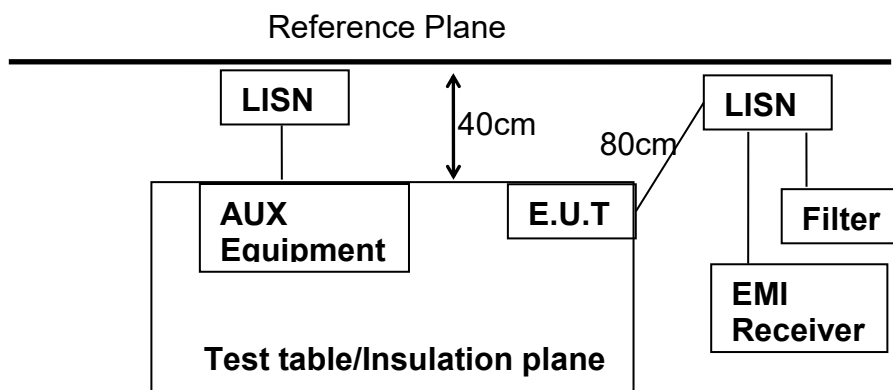 Reference Plane
LISN
40cm
80cm
LISN
AUX
Equipment
E.U.T
Filter
EMI
Receiver
Test table/Insulation plane